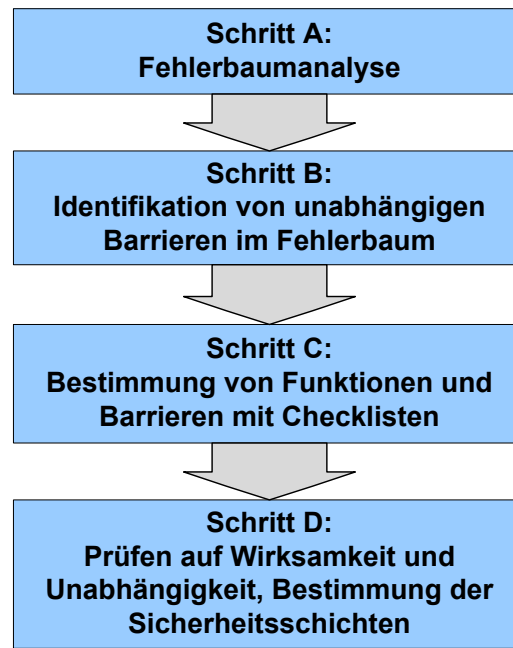 Schritt A:
Fehlerbaumanalyse
Schritt B:
Identifikation von unabhängigen
Barrieren im Fehlerbaum
Schritt C:
Bestimmung von Funktionen und
Barrieren mit Checklisten
Schritt D:
Prüfen auf Wirksamkeit und
Unabhängigkeit, Bestimmung der
Sicherheitsschichten